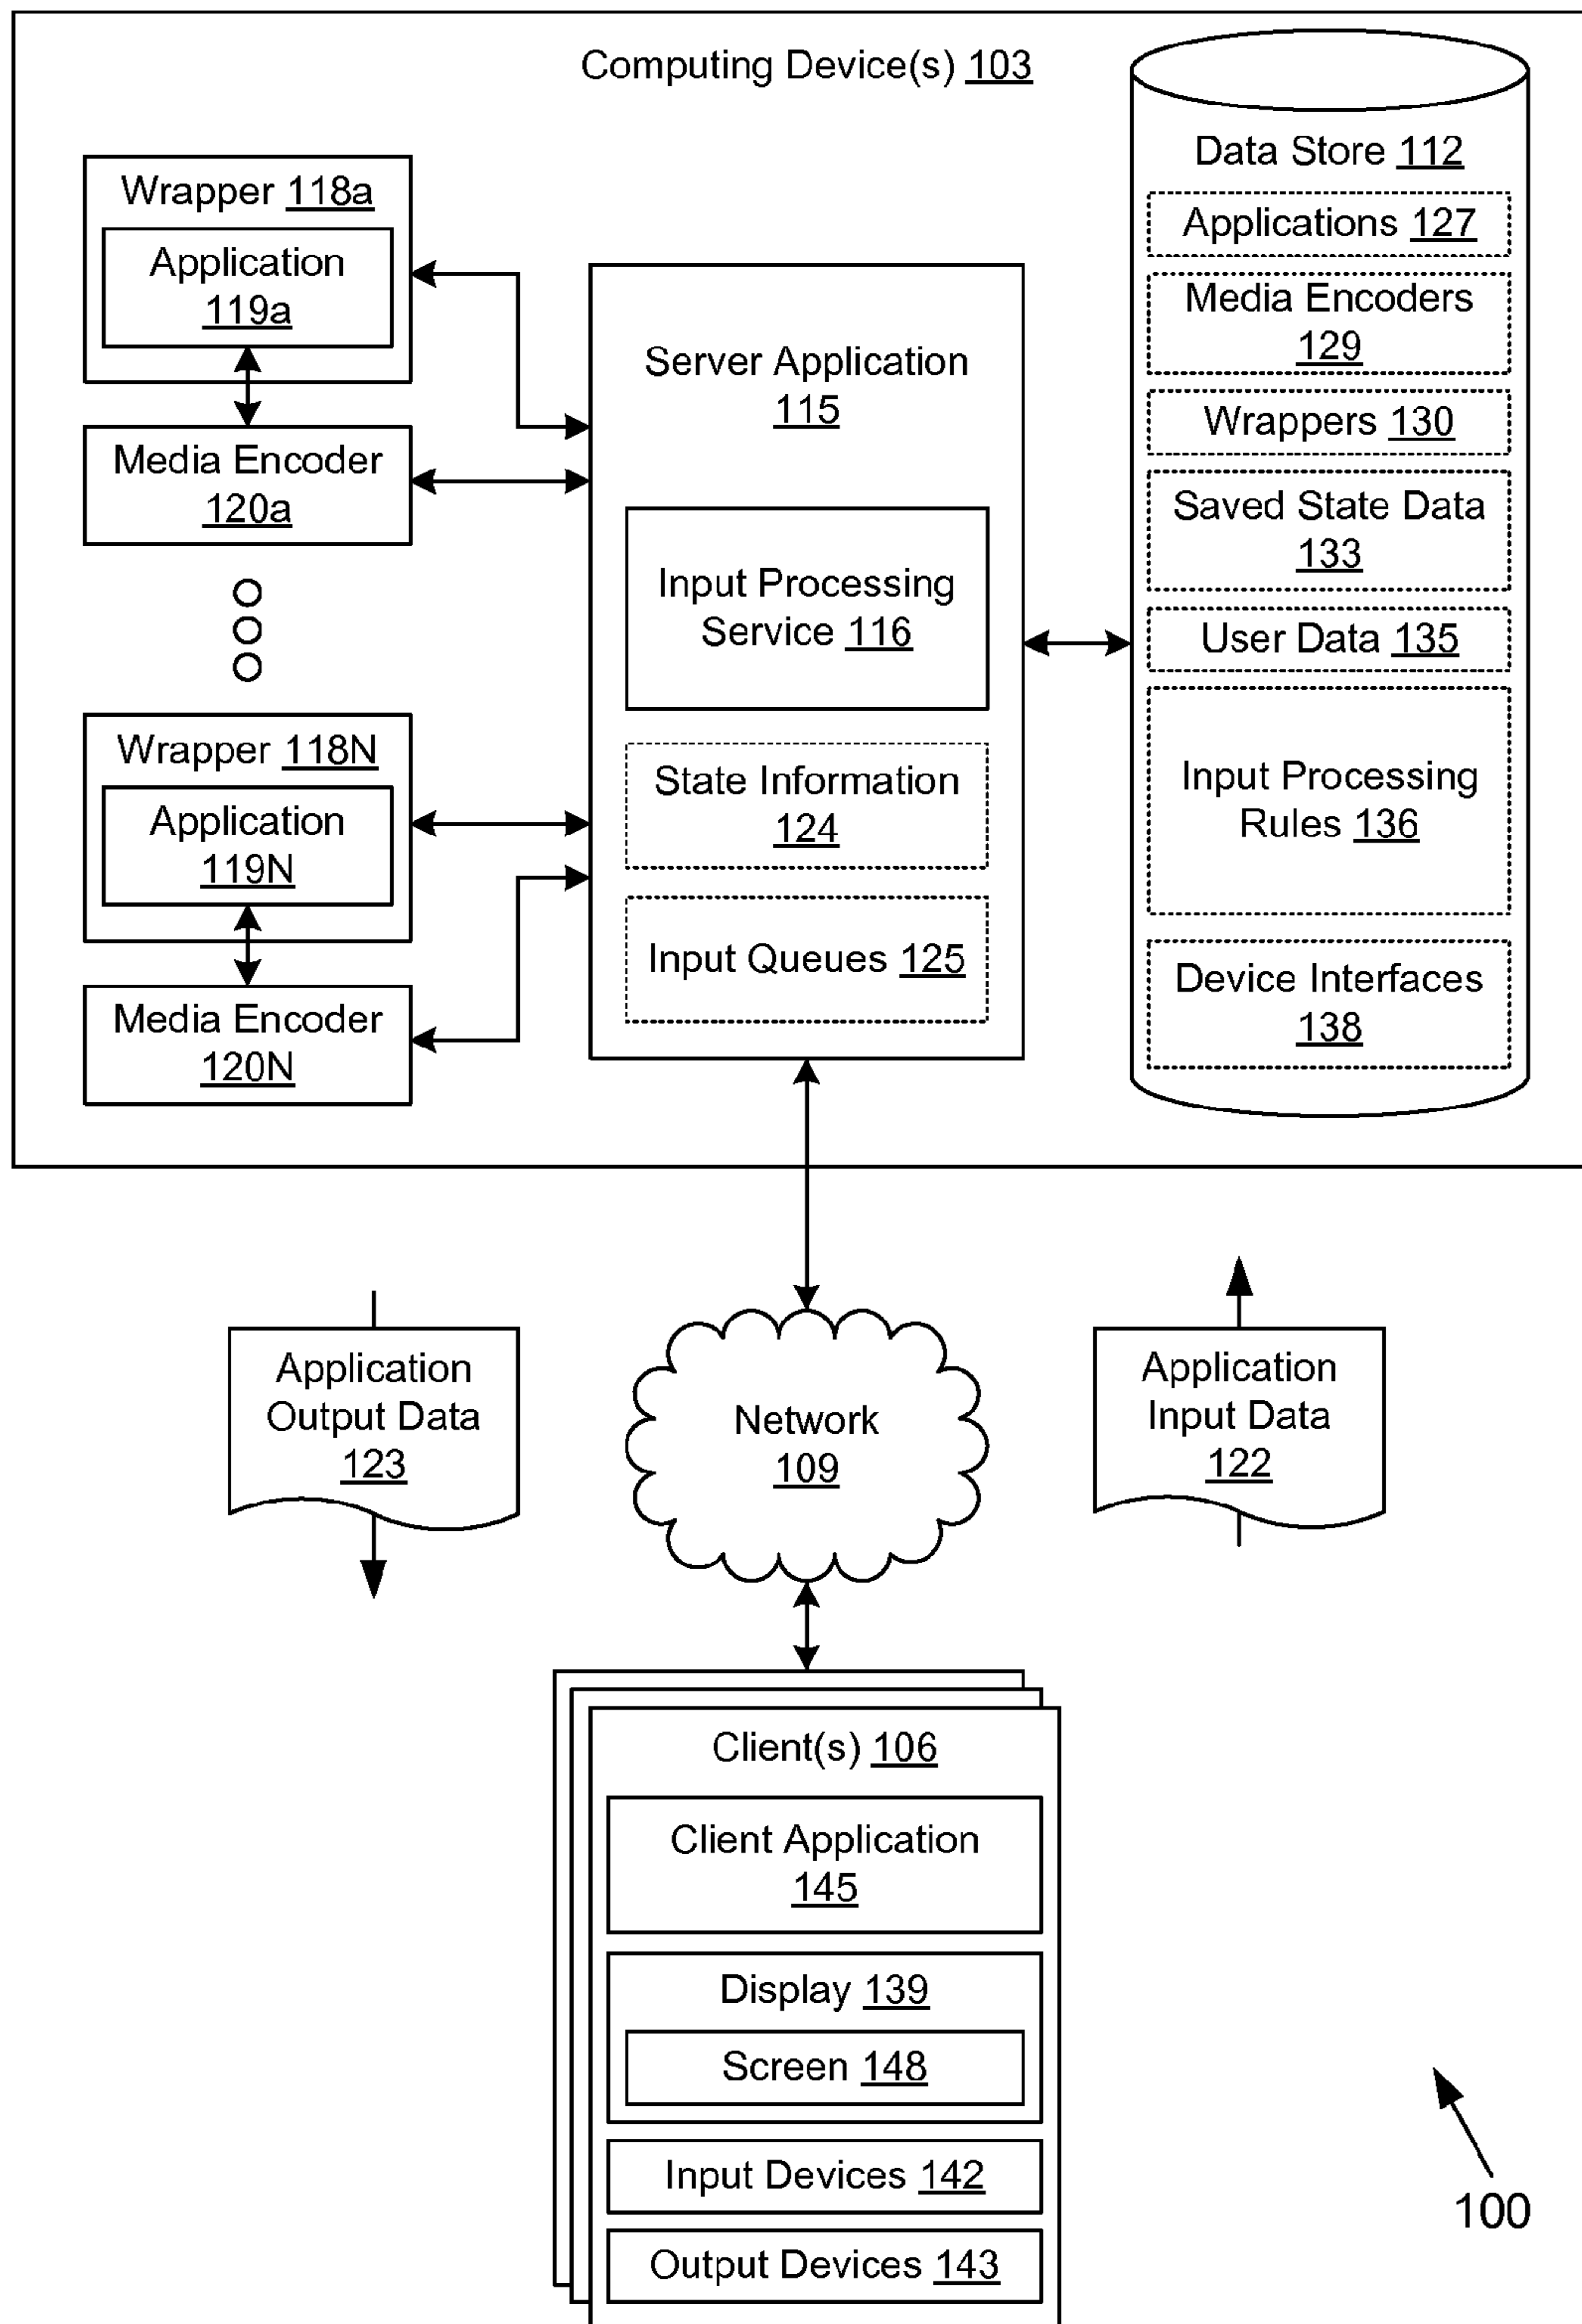 Computing Device(s) 103
Wrapper 118a
Application
119a
Media Encoder
120a
Wrapper 118N
Application
119N
Media Encoder
120N
Server Application
115
Input Processing
Service 116
State Information
124
Input Queues 125
Data Store 112
Applications 127
Media Encoders
129
Wrappers 130
Saved State Data
133
User Data 135
Input Processing
Rules 136
Device Interfaces
138
Application
Output Data
123
Network
109
Application
Input Data
122
Client(s) 106
Client Application
145
Display 139
Screen 148
Input Devices 142
Output Devices 143
100